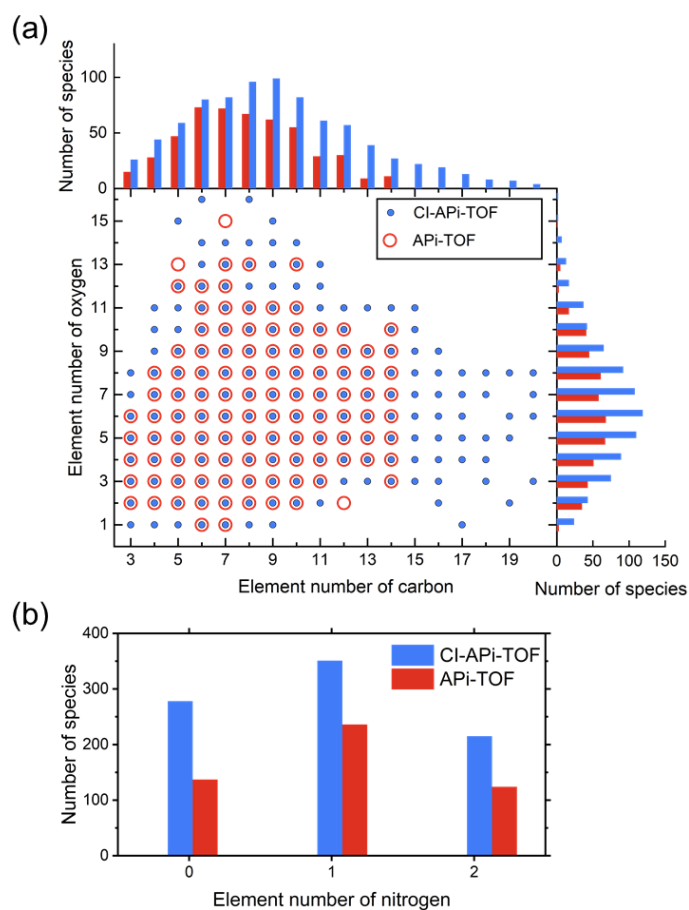 (a)
Number of species
100
50
0
CI-APi-TOF
APi-TOF
Element number of oxygen
15
13
11
9
7
5
3
1
3 5 7 9 11 13 15 17 19
Element number of carbon
0 50 100 150
Number of species
(b)
Number of species
400
300
200
100
0
CI-APi-TOF
APi-TOF
0 1 2
Element number of nitrogen